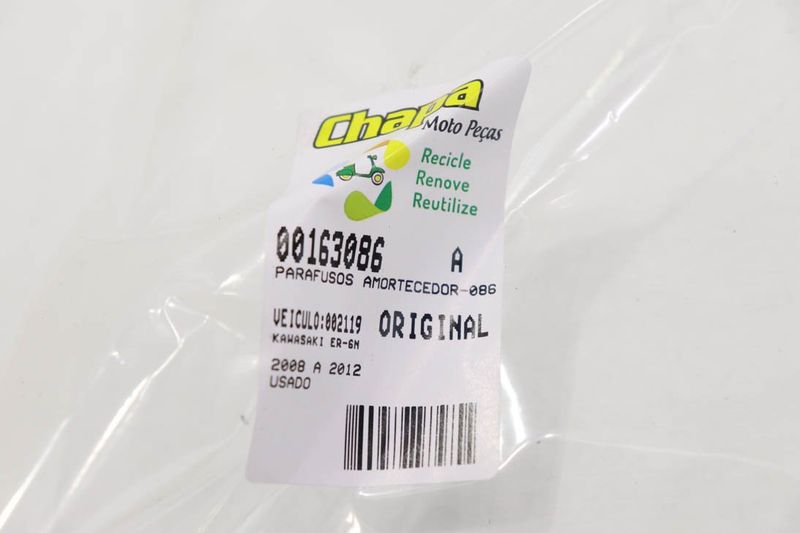 Chapa
Moto Peças
Recicle
Renove
Reutilize
00163086 A
PARAFUSOS AMORTECEDOR-086
VEICULO:002119 ORIGINAL
KAWASAKI ER-6N
2008 A 2012
USADO